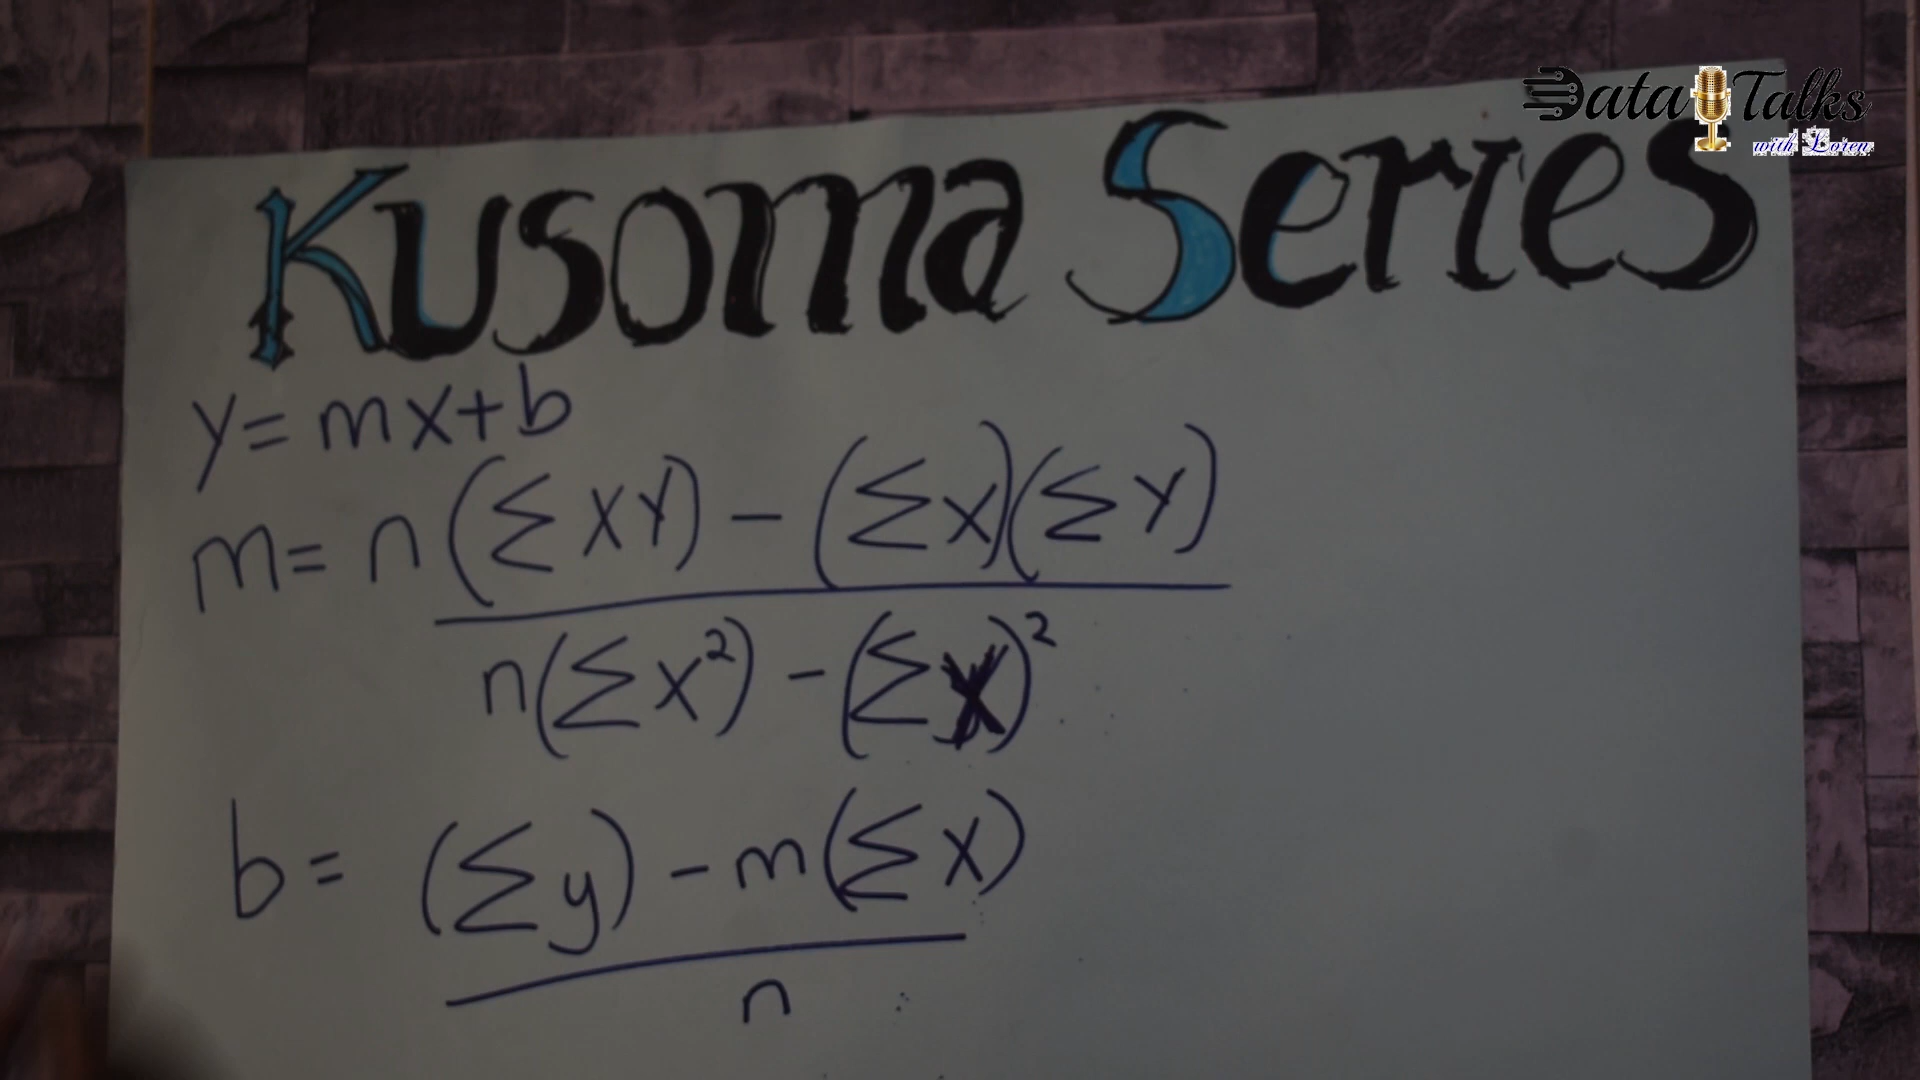 Data Talks
with Loren
Kusoma Series
y = mx + b
m = n(∑XY) - (∑X)(∑Y)
n(∑X²) - (∑X)²
b = (∑y) - m(∑X)
n